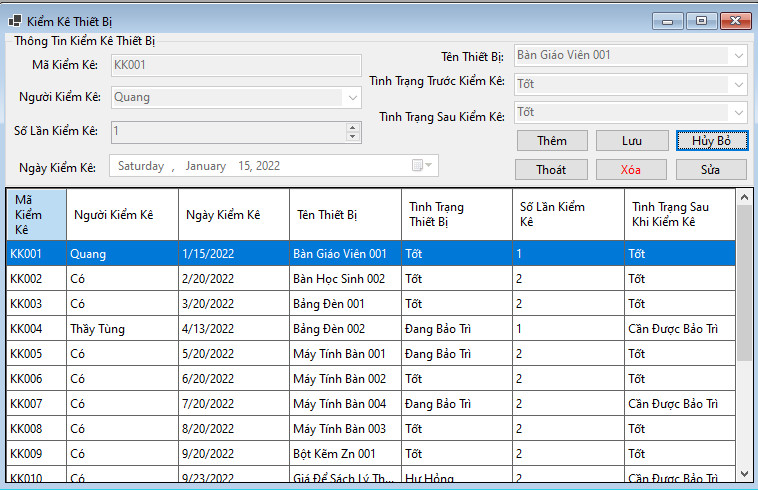 Kiểm Kê Thiết Bị
Thông Tin Kiểm Kê Thiết Bị
Mã Kiểm Kê: KK001
Người Kiểm Kê: Quang
Số Lần Kiểm Kê: 1
Ngày Kiểm Kê: Saturday , January 15, 2022
Tên Thiết Bị: Bàn Giáo Viên 001
Tình Trạng Trước Kiểm Kê: Tốt
Tình Trạng Sau Kiểm Kê: Tốt
Thêm Lưu Hủy Bỏ
Thoát Xóa Sửa
Mã Kiểm Kê Người Kiểm Kê Ngày Kiểm Kê Tên Thiết Bị Tình Trạng Thiết Bị Số Lần Kiểm Kê Tình Trạng Sau Khi Kiểm Kê
KK001 Quang 1/15/2022 Bàn Giáo Viên 001 Tốt 1 Tốt
KK002 Có 2/20/2022 Bàn Học Sinh 002 Tốt 2 Tốt
KK003 Có 3/20/2022 Bảng Đèn 001 Tốt 2 Tốt
KK004 Thầy Tùng 4/13/2022 Bảng Đèn 002 Đang Bảo Trì 1 Cần Được Bảo Trì
KK005 Có 5/20/2022 Máy Tính Bàn 001 Đang Bảo Trì 2 Tốt
KK006 Có 6/20/2022 Máy Tính Bàn 002 Tốt 2 Tốt
KK007 Có 7/20/2022 Máy Tính Bàn 004 Đang Bảo Trì 2 Cần Được Bảo Trì
KK008 Có 8/20/2022 Máy Tính Bàn 003 Tốt 2 Tốt
KK009 Có 9/20/2022 Bột Kẽm Zn 001 Tốt 2 Tốt
KK010 Có 9/23/2022 Giá Để Sách Lý Th... Hư Hỏng 2 Cần Được Bảo Trì